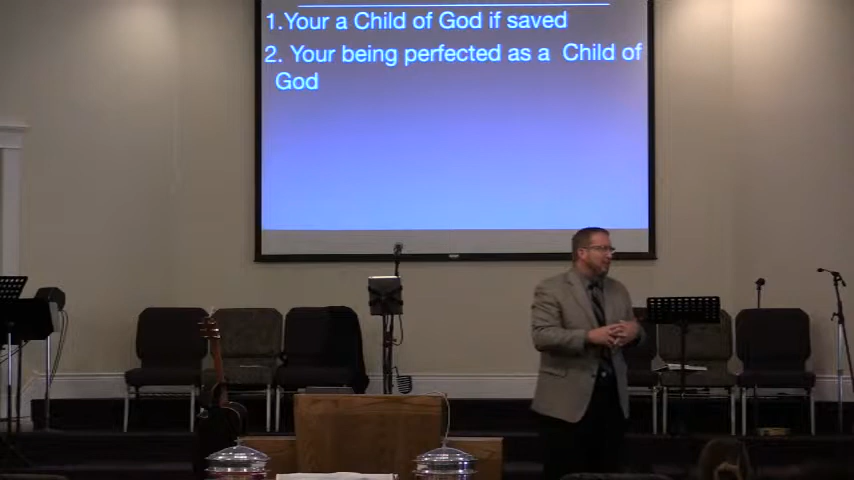 1.Your a Child of God if saved
2. Your being perfected as a Child of
God